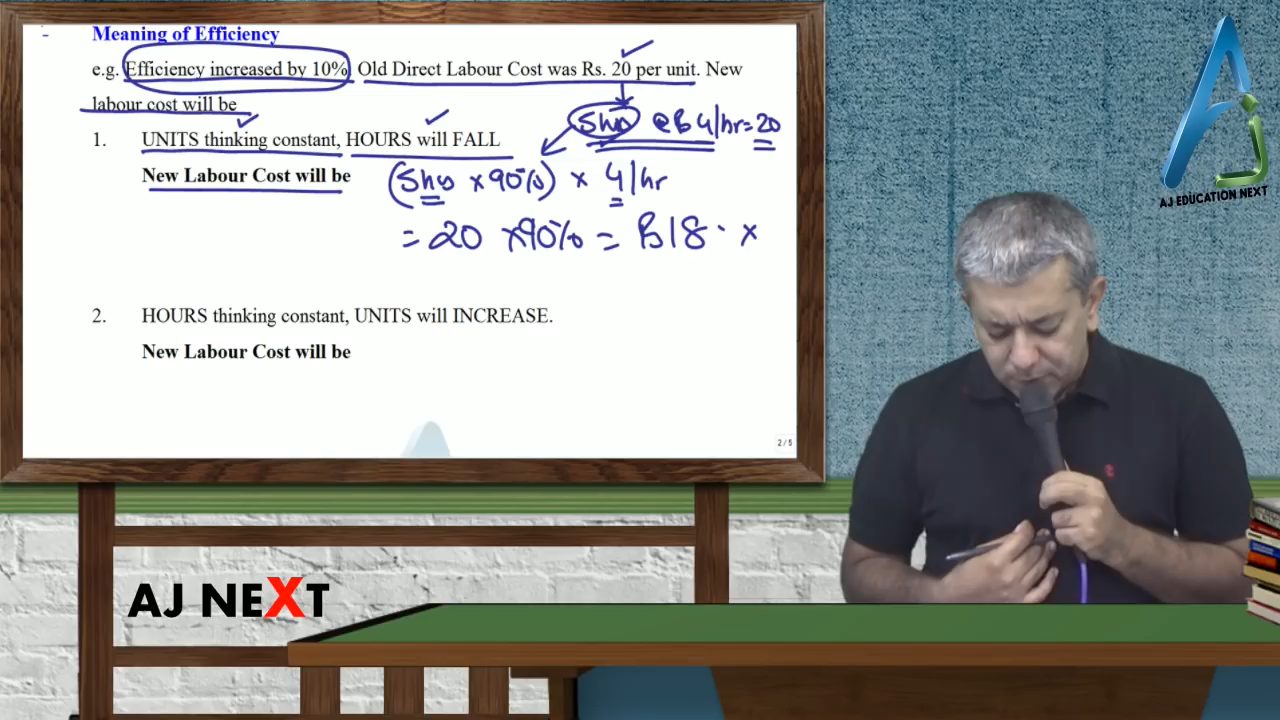 - Meaning of Efficiency
e.g. Efficiency increased by 10%. Old Direct Labour Cost was Rs. 20 per unit. New
labour cost will be
5hrs @ Rs 4/hr = 20
1. UNITS thinking constant, HOURS will FALL
New Labour Cost will be (5hrs x 90%) x 4/hr
= 20 x 90% = Rs 18. x
2. HOURS thinking constant, UNITS will INCREASE.
New Labour Cost will be
2/5
AJ EDUCATION NEXT
AJ NEXT